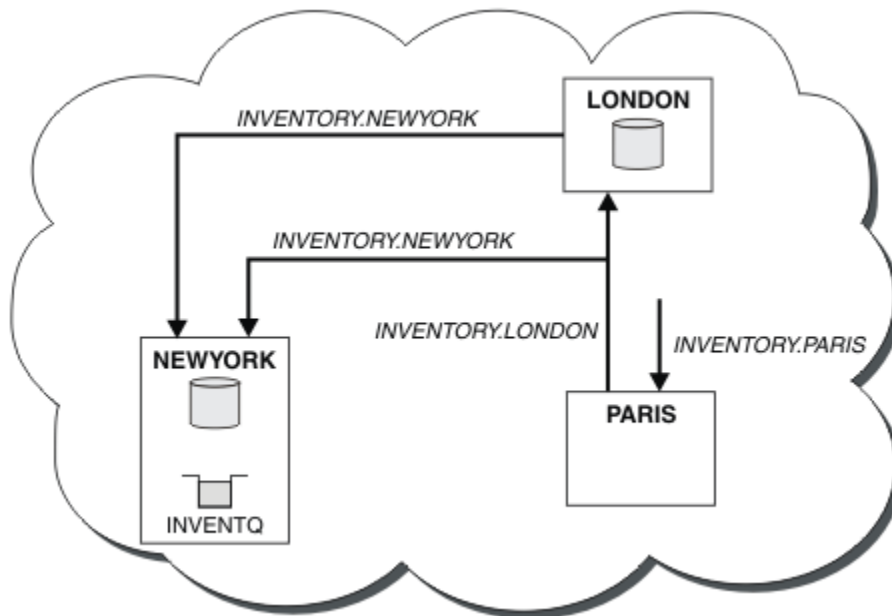 LONDON
INVENTORY.NEWYORK
INVENTORY.NEWYORK
INVENTORY.LONDON
INVENTORY.PARIS
NEWYORK
PARIS
INVENTQ